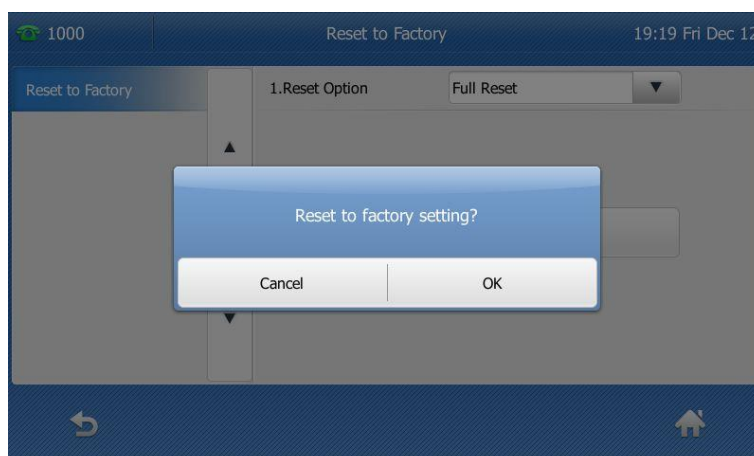 1000
Reset to Factory
19:19 Fri Dec 12
Reset to Factory
1.Reset Option
Full Reset
Reset to factory setting?
Cancel
OK